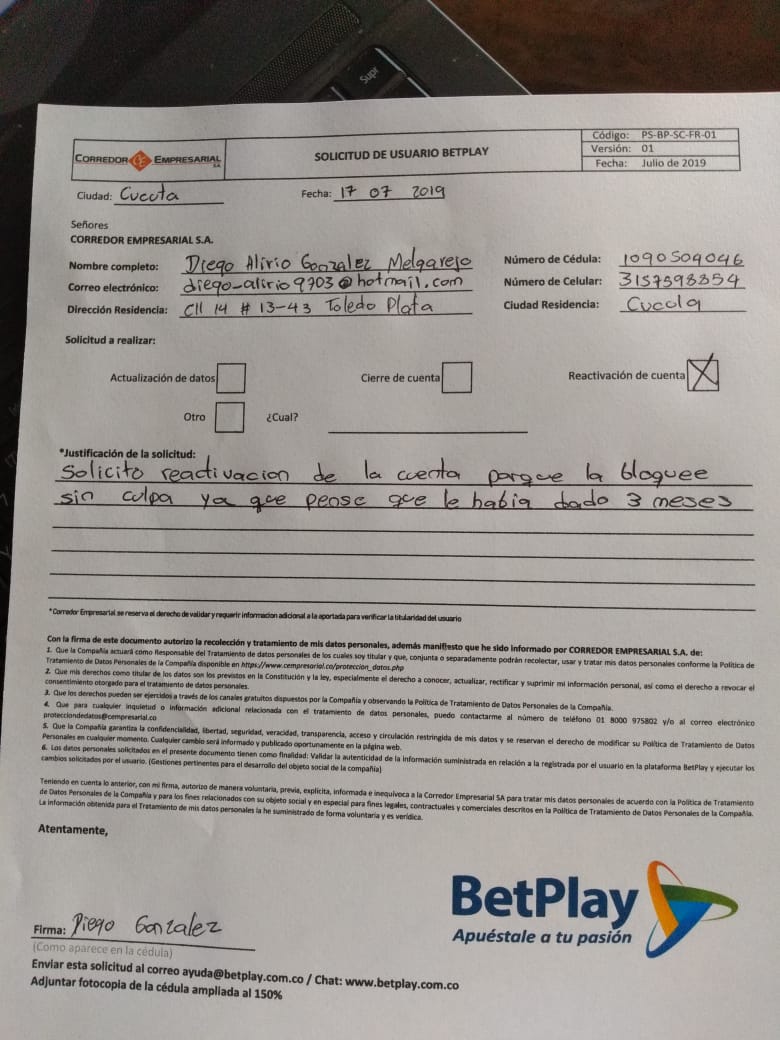 Supr
CORREDOR CE EMPRESARIAL S.A.
SOLICITUD DE USUARIO BETPLAY
Código: PS-BP-SC-FR-01
Versión: 01
Fecha: Julio de 2019
Ciudad: Cucuta Fecha: 17 07 2019
Señores
CORREDOR EMPRESARIAL S.A.
Nombre completo: Diego Alirio Gonzalez Melgarejo Número de Cédula: 1090504046
Correo electrónico: diego-alirio9703@hotmail.com Número de Celular: 3157598854
Dirección Residencia: Cll 14 # 13-43 Toledo Plata Ciudad Residencia: Cucuta
Solicitud a realizar:
Actualización de datos Cierre de cuenta Reactivación de cuenta X
Otro ¿Cual?
*Justificación de la solicitud:
Solicito reactivacion de la cuenta porque la bloquee
sin culpa ya que pense que le habia dado 3 meses
* Corredor Empresarial se reserva el derecho de validar y requerir informacion adicional a la aportada para verificar la titularidad del usuario
Con la firma de este documento autorizo la recolección y tratamiento de mis datos personales, además manifiesto que he sido informado por CORREDOR EMPRESARIAL S.A. de:
1. Que la Compañía actuará como Responsable del Tratamiento de datos personales de los cuales soy titular y que, conjunta o separadamente podrán recolectar, usar y tratar mis datos personales conforme la Política de
Tratamiento de Datos Personales de la Compañía disponible en https://www.cempresarial.co/proteccion_datos.php
2. Que mis derechos como titular de los datos son los previstos en la Constitución y la ley, especialmente el derecho a conocer, actualizar, rectificar y suprimir mi información personal, así como el derecho a revocar el
consentimiento otorgado para el tratamiento de datos personales.
3. Que los derechos pueden ser ejercidos a través de los canales gratuitos dispuestos por la Compañía y observando la Política de Tratamiento de Datos Personales de la Compañía.
4. Que para cualquier inquietud o información adicional relacionada con el tratamiento de datos personales, puedo contactarme al número de teléfono 01 8000 975802 y/o al correo electrónico
protecciondedatos@cempresarial.co
5. Que la Compañía garantiza la confidencialidad, libertad, seguridad, veracidad, transparencia, acceso y circulación restringida de mis datos y se reservan el derecho de modificar su Política de Tratamiento de Datos
Personales en cualquier momento. Cualquier cambio será informado y publicado oportunamente en la página web.
6. Los datos personales solicitados en el presente documento tienen como finalidad: Validar la autenticidad de la información suministrada en relación a la registrada por el usuario en la plataforma BetPlay y ejecutar los
cambios solicitados por el usuario. (Gestiones pertinentes para el desarrollo del objeto social de la compañía)
Teniendo en cuenta lo anterior, con mi firma, autorizo de manera voluntaria, previa, explícita, informada e inequívoca a la Corredor Empresarial SA para tratar mis datos personales de acuerdo con la Política de Tratamiento
de Datos Personales de la Compañía y para los fines relacionados con su objeto social y en especial para fines legales, contractuales y comerciales descritos en la Política de Tratamiento de Datos Personales de la Compañía.
La información obtenida para el Tratamiento de mis datos personales la he suministrado de forma voluntaria y es verídica.
Atentamente,
BetPlay
Apuéstale a tu pasión
Firma: Diego Gonzalez
(Como aparece en la cédula)
Enviar esta solicitud al correo ayuda@betplay.com.co / Chat: www.betplay.com.co
Adjuntar fotocopia de la cédula ampliada al 150%